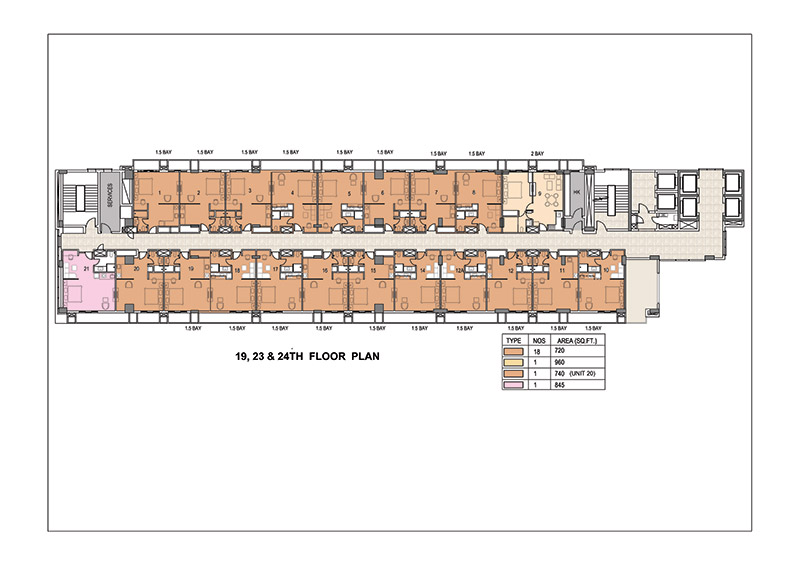 1.5 BAY 1.5 BAY 1.5 BAY 1.5 BAY 1.5 BAY 1.5 BAY 1.5 BAY 1.5 BAY 2 BAY
SERVICES 1 2 3 4 5 6 7 8 9 HK
21 20 19 18 17 16 15 14 12A 12 11 10
1.5 BAY 1.5 BAY 1.5 BAY 1.5 BAY 1.5 BAY 1.5 BAY 1.5 BAY 1.5 BAY 1.5 BAY 1.5 BAY
19, 23 & 24TH FLOOR PLAN
TYPE NOS AREA (SQ.FT.)
18 720
1 960
1 740 (UNIT 20)
1 845